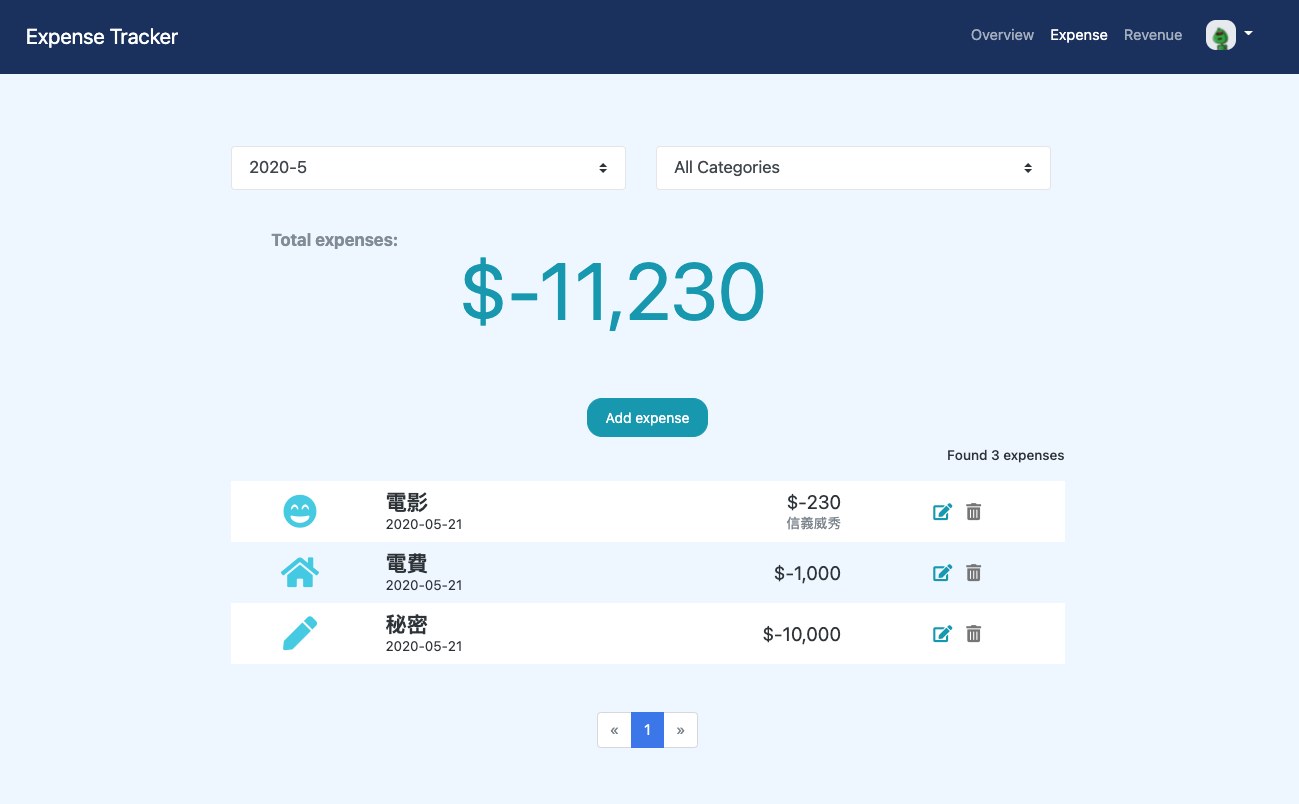 Expense Tracker
Overview Expense Revenue
2020-5
All Categories
Total expenses:
$-11,230
Add expense
Found 3 expenses
電影
2020-05-21
$-230
信義威秀
電費
2020-05-21
$-1,000
秘密
2020-05-21
$-10,000
« 1 »